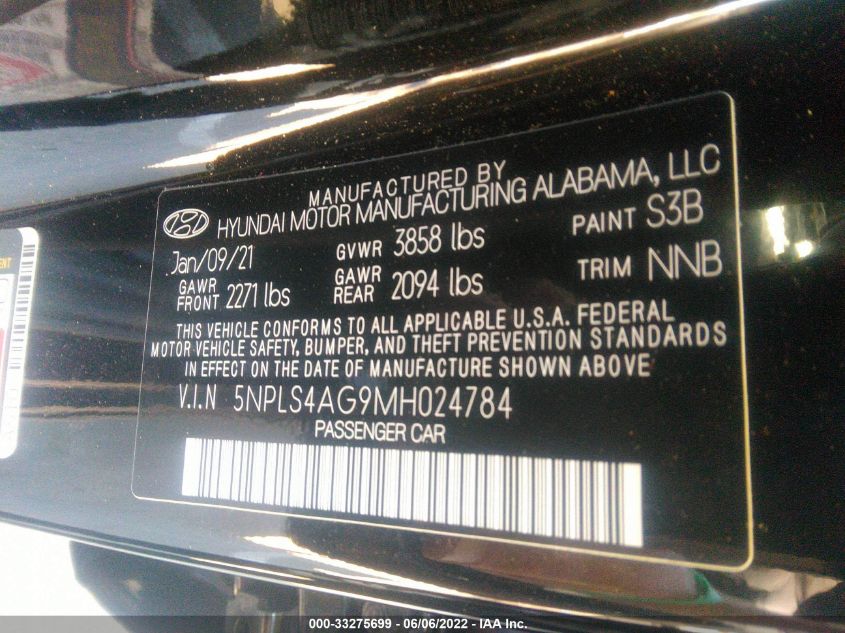 MANUFACTURED BY
HYUNDAI MOTOR MANUFACTURING ALABAMA, LLC
Jan/09/21 GVWR 3858 lbs PAINT S3B
GAWR FRONT 2271 lbs GAWR REAR 2094 lbs TRIM NNB
THIS VEHICLE CONFORMS TO ALL APPLICABLE U.S.A. FEDERAL
MOTOR VEHICLE SAFETY, BUMPER, AND THEFT PREVENTION STANDARDS
IN EFFECT ON THE DATE OF MANUFACTURE SHOWN ABOVE
V.I.N 5NPLS4AG9MH024784
PASSENGER CAR
000-33275699 - 06/06/2022 - IAA Inc.